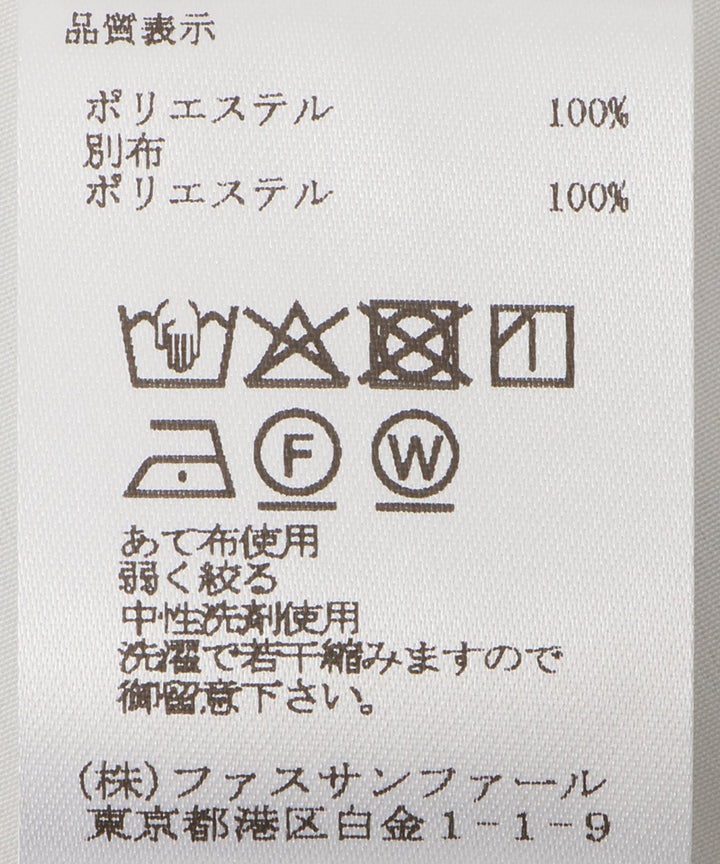 品質表示
ポリエステル 100%
別布
ポリエステル 100%
F W
あて布使用
弱く絞る
中性洗剤使用
洗濯で若干縮みますので
御留意下さい。
(株)ファスサンファール
東京都港区白金1-1-9